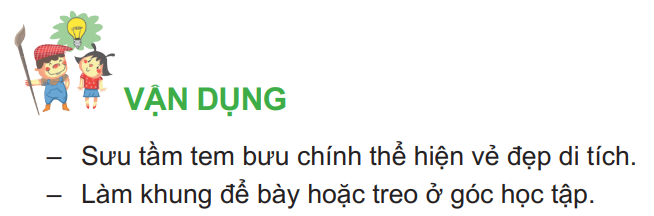 VẬN DỤNG
– Sưu tầm tem bưu chính thể hiện vẻ đẹp di tích.
– Làm khung để bày hoặc treo ở góc học tập.